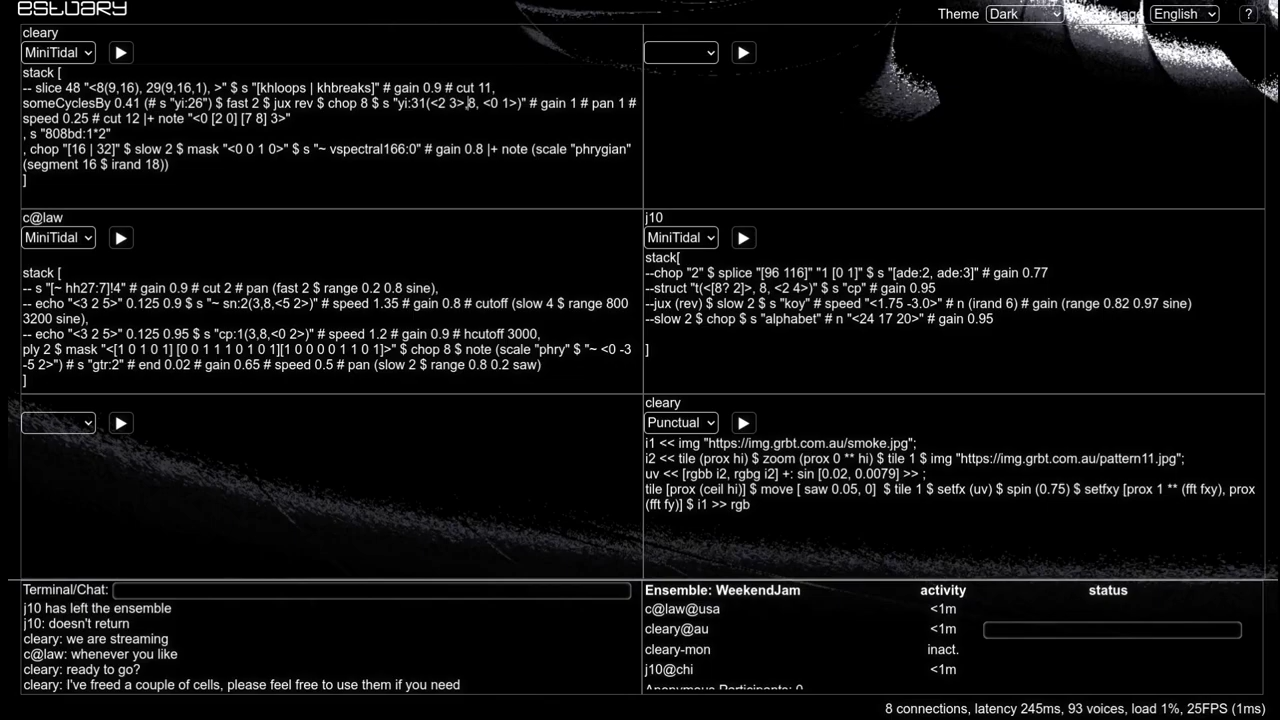 estuary
Theme Dark Language English ?
cleary
MiniTidal
stack [
-- slice 48 "<8(9,16), 29(9,16,1), >" $ s "[khloops | khbreaks]" # gain 0.9 # cut 11,
someCyclesBy 0.41 (# s "yi:26") $ fast 2 $ jux rev $ chop 8 $ s "yi:31(<2 3>,8, <0 1>)" # gain 1 # pan 1 #
speed 0.25 # cut 12 |+ note "<0 [2 0] [7 8] 3>"
, s "808bd:1*2"
, chop "[16 | 32]" $ slow 2 $ mask "<0 0 1 0>" $ s "~ vspectral166:0" # gain 0.8 |+ note (scale "phrygian"
(segment 16 $ irand 18))
]
c@law
MiniTidal
stack [
-- s "[~ hh27:7]!4" # gain 0.9 # cut 2 # pan (fast 2 $ range 0.2 0.8 sine),
-- echo "<3 2 5>" 0.125 0.9 $ s "~ sn:2(3,8,<5 2>)" # speed 1.35 # gain 0.8 # cutoff (slow 4 $ range 800
3200 sine),
-- echo "<3 2 5>" 0.125 0.95 $ s "cp:1(3,8,<0 2>)" # speed 1.2 # gain 0.9 # hcutoff 3000,
ply 2 $ mask "<[1 0 1 0 1] [0 0 1 1 1 0 1 0 1][1 0 0 0 0 1 1 0 1]>" $ chop 8 $ note (scale "phry" $ "~ <0 -3
-5 2>") # s "gtr:2" # end 0.02 # gain 0.65 # speed 0.5 # pan (slow 2 $ range 0.8 0.2 saw)
]
j10
MiniTidal
stack[
--chop "2" $ splice "[96 116]" "1 [0 1]" $ s "[ade:2, ade:3]" # gain 0.77
--struct "t(<[8? 2]>, 8, <2 4>)" $ s "cp" # gain 0.95
--jux (rev) $ slow 2 $ s "koy" # speed "<1.75 -3.0>" # n (irand 6) # gain (range 0.82 0.97 sine)
--slow 2 $ chop $ s "alphabet" # n "<24 17 20>" # gain 0.95
]
cleary
Punctual
i1 << img "https://img.grbt.com.au/smoke.jpg";
i2 << tile (prox hi) $ zoom (prox 0 ** hi) $ tile 1 $ img "https://img.grbt.com.au/pattern11.jpg";
uv << [rgbb i2, rgbg i2] +: sin [0.02, 0.0079] >> ;
tile [prox (ceil hi)] $ move [ saw 0.05, 0] $ tile 1 $ setfx (uv) $ spin (0.75) $ setfxy [prox 1 ** (fft fxy), prox
(fft fy)] $ i1 >> rgb
Terminal/Chat:
j10 has left the ensemble
j10: doesn't return
cleary: we are streaming
c@law: whenever you like
cleary: ready to go?
cleary: I've freed a couple of cells, please feel free to use them if you need
Ensemble: WeekendJam activity status
c@law@usa <1m
cleary@au <1m
cleary-mon inact.
j10@chi <1m
Anonymous Participants: 0
8 connections, latency 245ms, 93 voices, load 1%, 25FPS (1ms)